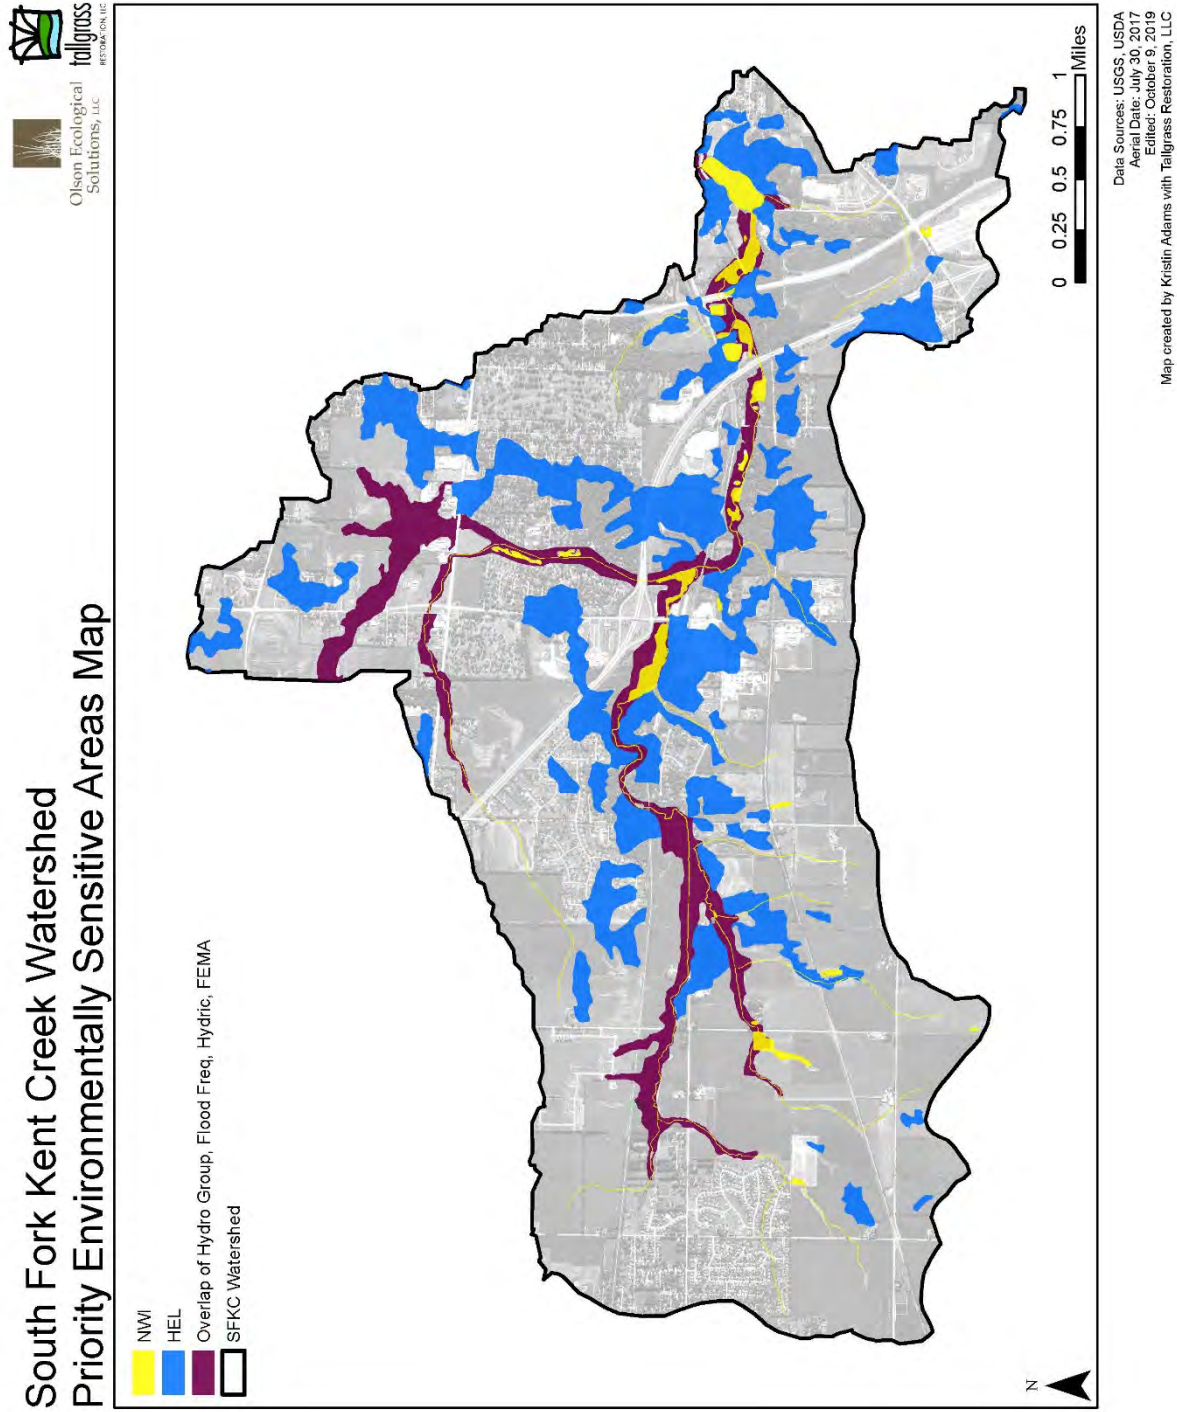 South Fork Kent Creek Watershed
Priority Environmentally Sensitive Areas Map
Olson Ecological
Solutions, LLC
tallgrass
RESTORATION, LLC
NWI
HEL
Overlap of Hydro Group, Flood Freq, Hydric, FEMA
SFKC Watershed
N
0 0.25 0.5 0.75 1
Miles
Data Sources: USGS, USDA
Aerial Date: July 30, 2017
Edited: October 9, 2019
Map created by Kristin Adams with Tallgrass Restoration, LLC